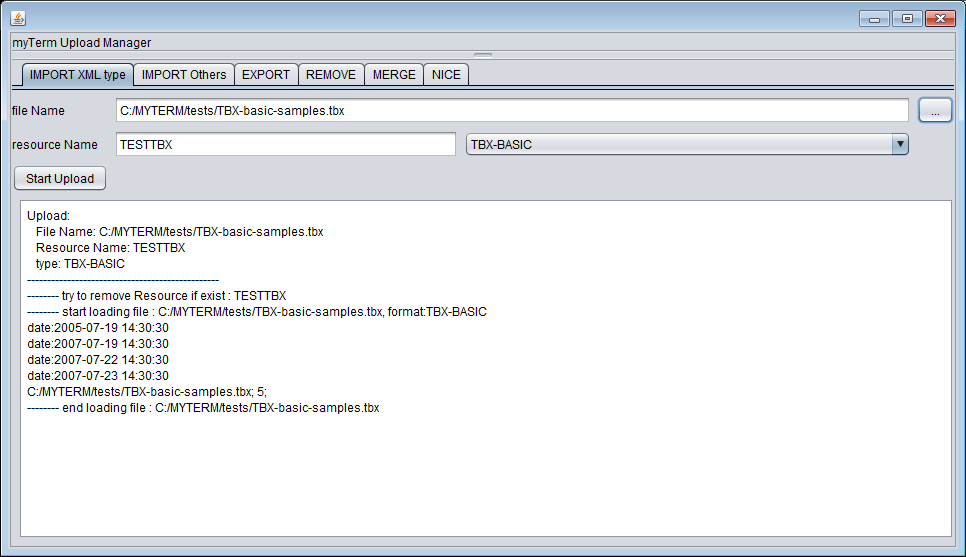 myTerm Upload Manager
IMPORT XML type IMPORT Others EXPORT REMOVE MERGE NICE
file Name C:/MYTERM/tests/TBX-basic-samples.tbx ...
resource Name TESTTBX TBX-BASIC
Start Upload
Upload:
File Name: C:/MYTERM/tests/TBX-basic-samples.tbx
Resource Name: TESTTBX
type: TBX-BASIC
------------------------------------------------
-------- try to remove Resource if exist : TESTTBX
-------- start loading file : C:/MYTERM/tests/TBX-basic-samples.tbx, format:TBX-BASIC
date:2005-07-19 14:30:30
date:2007-07-19 14:30:30
date:2007-07-22 14:30:30
date:2007-07-23 14:30:30
C:/MYTERM/tests/TBX-basic-samples.tbx; 5;
-------- end loading file : C:/MYTERM/tests/TBX-basic-samples.tbx